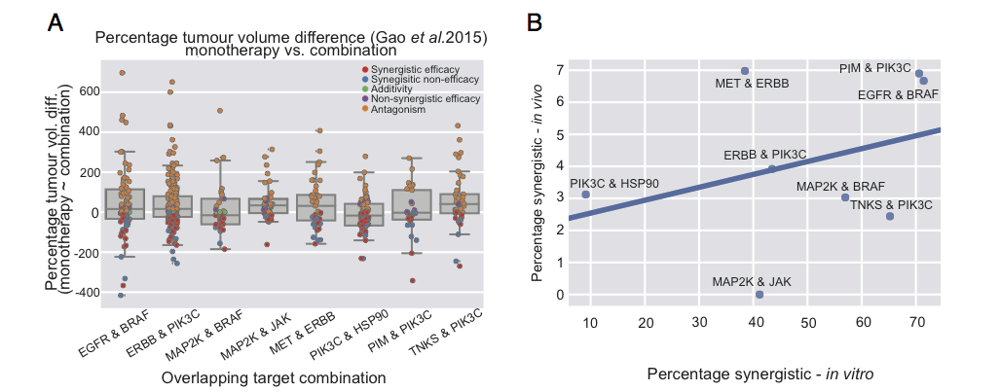 A
Percentage tumour volume difference (Gao et al.2015)
monotherapy vs. combination
Synergistic efficacy
Synegisitic non-efficacy
Additivity
Non-synergistic efficacy
Antagonism
Percentage tumour vol. diff.
(monotherapy ~ combination)
600
400
200
0
-200
-400
EGFR & BRAF
ERBB & PIK3C
MAP2K & BRAF
MAP2K & JAK
MET & ERBB
PIK3C & HSP90
PIM & PIK3C
TNKS & PIK3C
Overlapping target combination
B
Percentage synergistic - in vivo
7
6
5
4
3
2
1
0
PIM & PIK3C
MET & ERBB
EGFR & BRAF
ERBB & PIK3C
PIK3C & HSP90
MAP2K & BRAF
TNKS & PIK3C
MAP2K & JAK
10 20 30 40 50 60 70
Percentage synergistic - in vitro